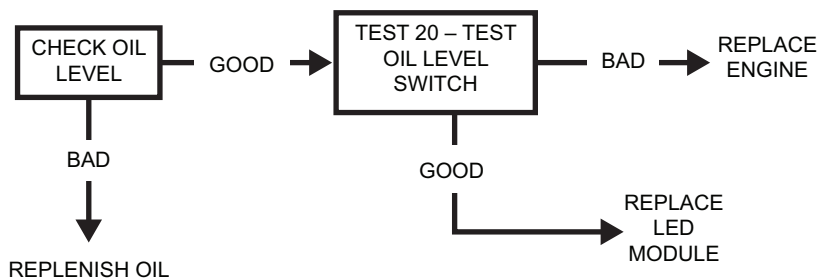 CHECK OIL
LEVEL
GOOD
TEST 20 – TEST
OIL LEVEL
SWITCH
BAD
REPLACE
ENGINE
BAD
REPLENISH OIL
GOOD
REPLACE
LED
MODULE